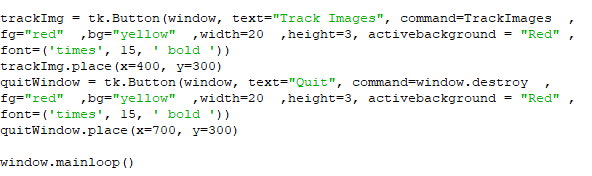 trackImg = tk.Button(window, text="Track Images", command=TrackImages  ,
fg="red"  ,bg="yellow"  ,width=20  ,height=3, activebackground = "Red" ,
font=('times', 15, ' bold '))
trackImg.place(x=400, y=300)
quitWindow = tk.Button(window, text="Quit", command=window.destroy  ,
fg="red"  ,bg="yellow"  ,width=20  ,height=3, activebackground = "Red" ,
font=('times', 15, ' bold '))
quitWindow.place(x=700, y=300)
window.mainloop()